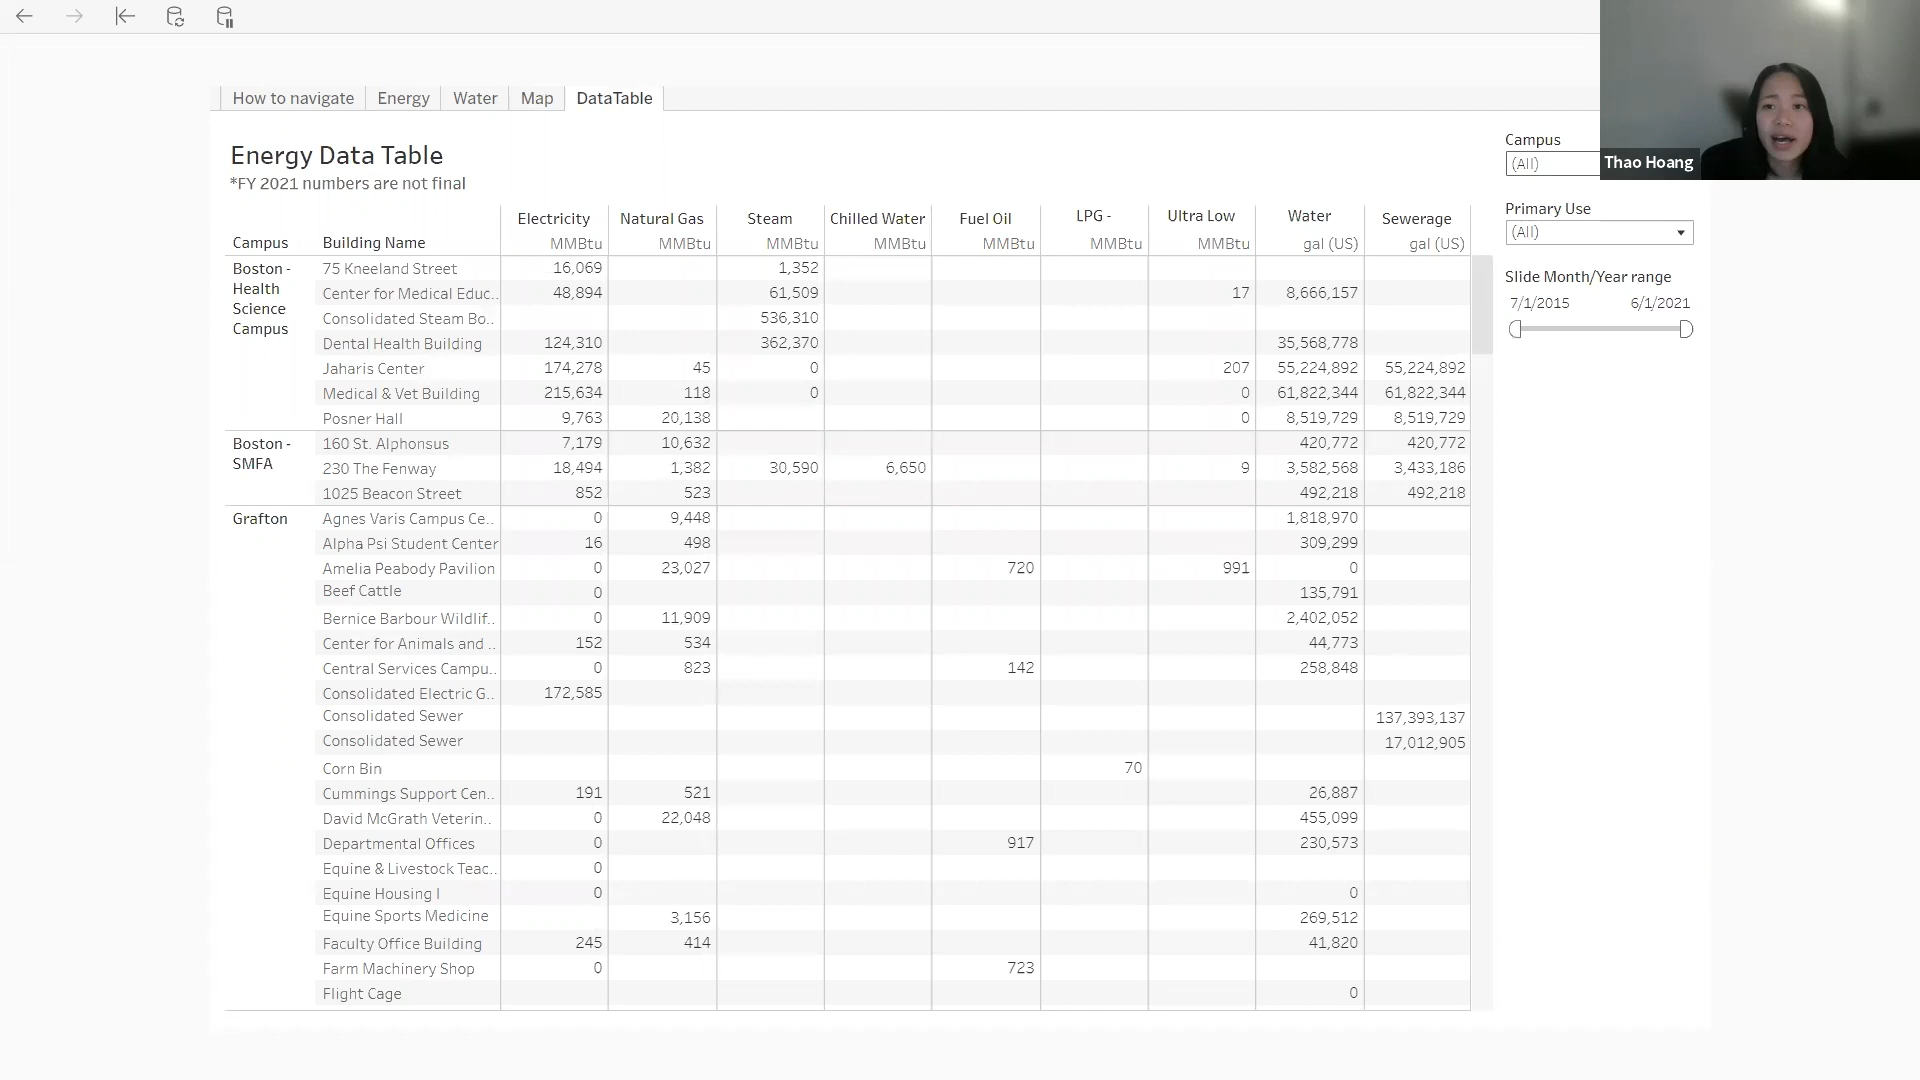 How to navigate Energy Water Map DataTable
Thao Hoang
Energy Data Table
*FY 2021 numbers are not final
Campus
(All)
Primary Use
(All)
Slide Month/Year range
7/1/2015 6/1/2021
Electricity Natural Gas Steam Chilled Water Fuel Oil LPG - Ultra Low Water Sewerage
Campus Building Name MMBtu MMBtu MMBtu MMBtu MMBtu MMBtu MMBtu gal (US) gal (US)
Boston - Health Science Campus 75 Kneeland Street 16,069 1,352
Center for Medical Educ.. 48,894 61,509 17 8,666,157
Consolidated Steam Bo.. 536,310
Dental Health Building 124,310 362,370 35,568,778
Jaharis Center 174,278 45 0 207 55,224,892 55,224,892
Medical & Vet Building 215,634 118 0 0 61,822,344 61,822,344
Posner Hall 9,763 20,138 0 8,519,729 8,519,729
Boston - SMFA 160 St. Alphonsus 7,179 10,632 420,772 420,772
230 The Fenway 18,494 1,382 30,590 6,650 9 3,582,568 3,433,186
1025 Beacon Street 852 523 492,218 492,218
Grafton Agnes Varis Campus Ce.. 0 9,448 1,818,970
Alpha Psi Student Center 16 498 309,299
Amelia Peabody Pavilion 0 23,027 720 991 0
Beef Cattle 0 135,791
Bernice Barbour Wildlif.. 0 11,909 2,402,052
Center for Animals and .. 152 534 44,773
Central Services Campu.. 0 823 142 258,848
Consolidated Electric G.. 172,585
Consolidated Sewer 137,393,137
Consolidated Sewer 17,012,905
Corn Bin 70
Cummings Support Cen.. 191 521 26,887
David McGrath Veterin.. 0 22,048 455,099
Departmental Offices 0 917 230,573
Equine & Livestock Teac.. 0
Equine Housing I 0 0
Equine Sports Medicine 3,156 269,512
Faculty Office Building 245 414 41,820
Farm Machinery Shop 0 723
Flight Cage 0